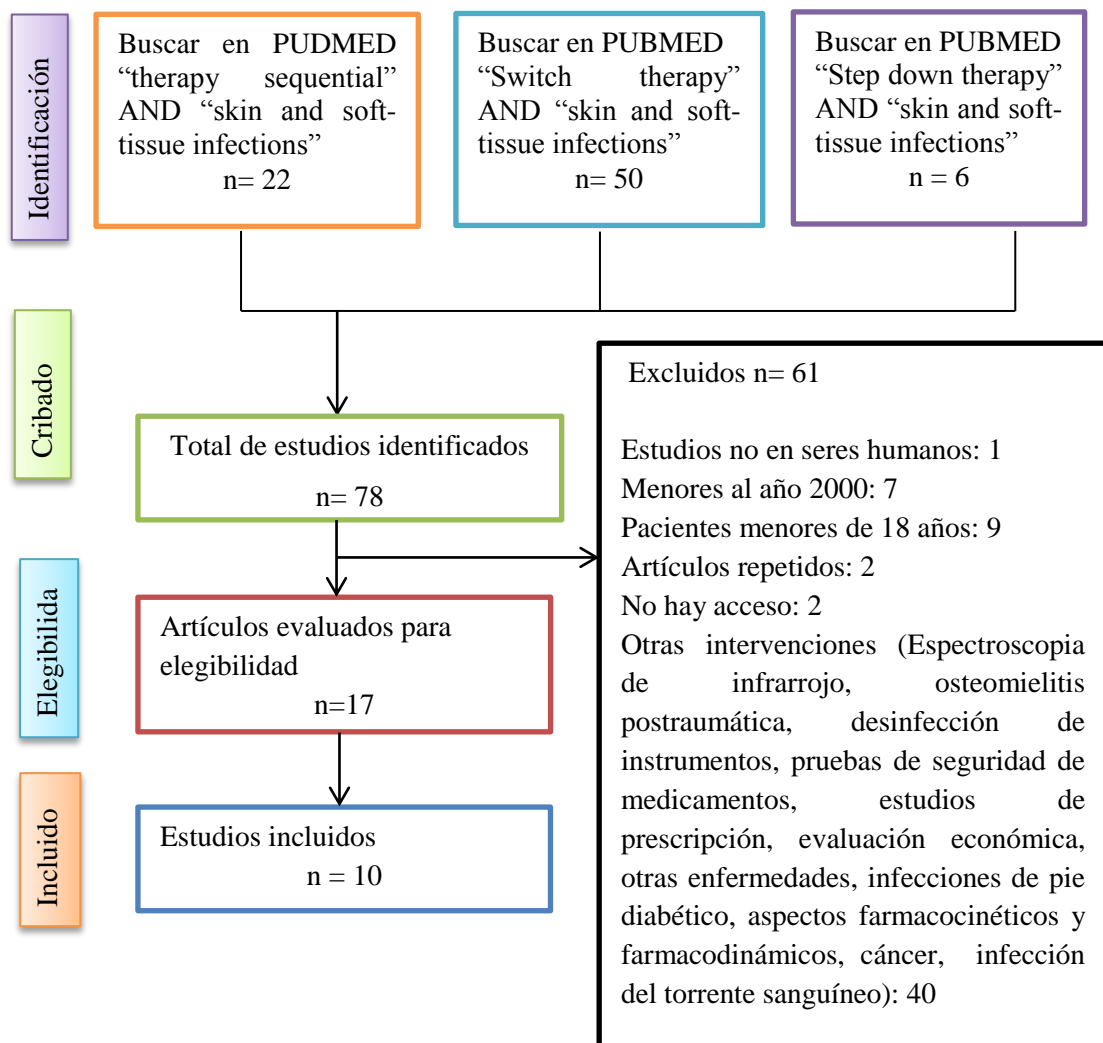 Identificación
Buscar en PUDMED
“therapy sequential”
AND “skin and soft-
tissue infections”
n= 22
Buscar en PUBMED
“Switch therapy”
AND “skin and soft-
tissue infections”
n= 50
Buscar en PUBMED
“Step down therapy”
AND “skin and soft-
tissue infections”
n = 6
Cribado
Total de estudios identificados
n= 78
Excluidos n= 61
Estudios no en seres humanos: 1
Menores al año 2000: 7
Pacientes menores de 18 años: 9
Artículos repetidos: 2
No hay acceso: 2
Otras intervenciones (Espectroscopia
de infrarrojo, osteomielitis
postraumática, desinfección de
instrumentos, pruebas de seguridad de
medicamentos, estudios de
prescripción, evaluación económica,
otras enfermedades, infecciones de pie
diabético, aspectos farmacocinéticos y
farmacodinámicos, cáncer, infección
del torrente sanguíneo): 40
Elegibilida
Artículos evaluados para
elegibilidad
n=17
Incluido
Estudios incluidos
n = 10